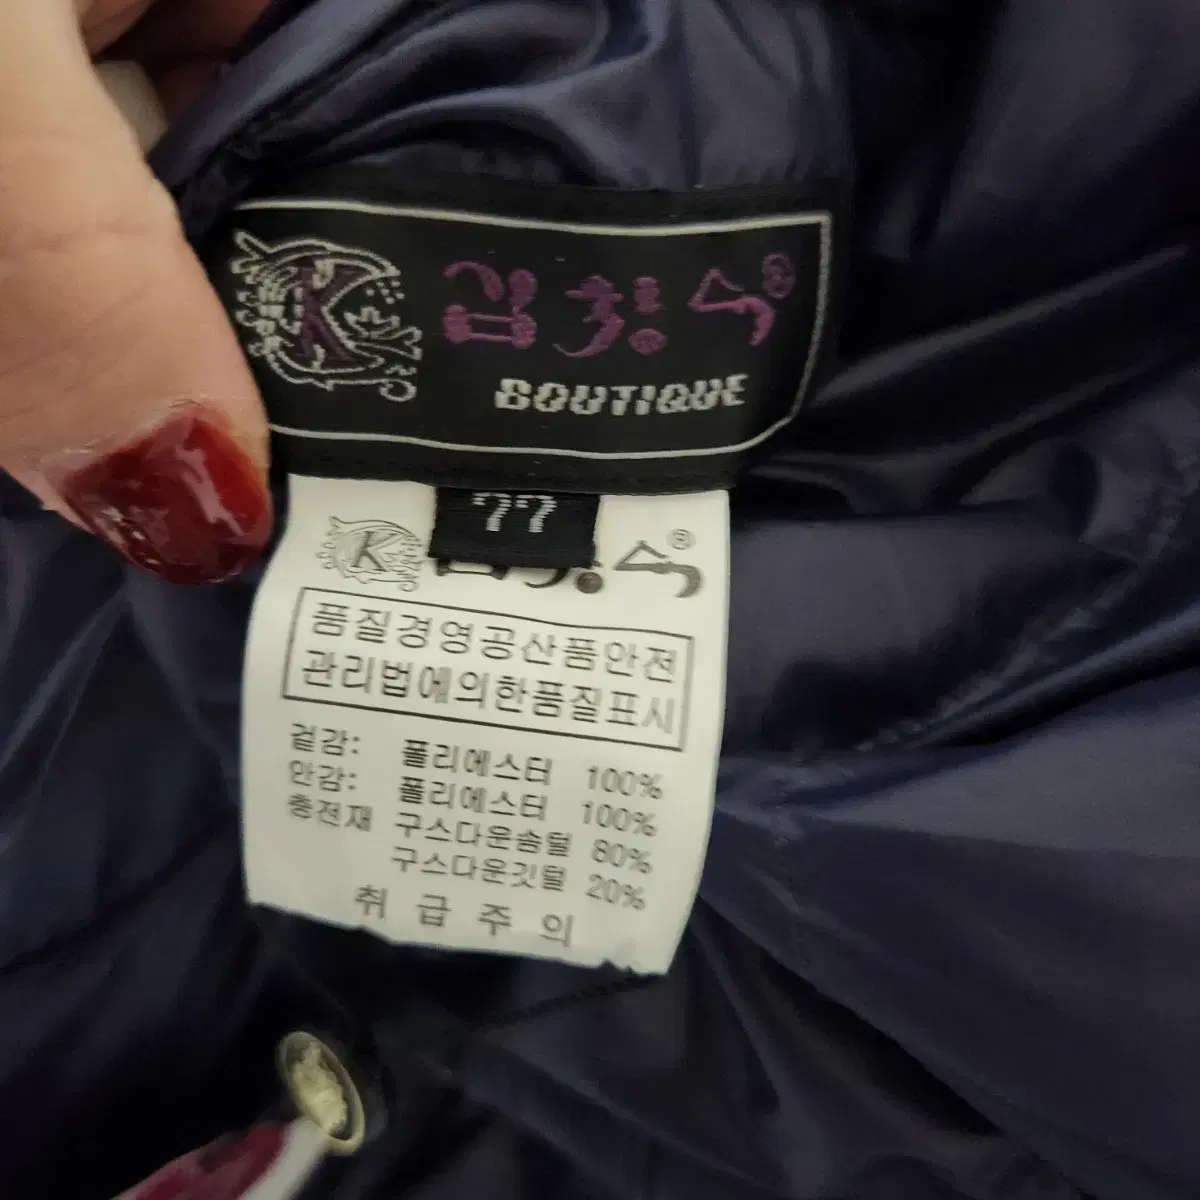 K 김창숙®
BOUTIQUE
77
K ®
품질경영공산품안전
관리법에의한품질표시
겉감: 폴리에스터 100%
안감: 폴리에스터 100%
충전재 구스다운솜털 80%
구스다운깃털 20%
취급주의